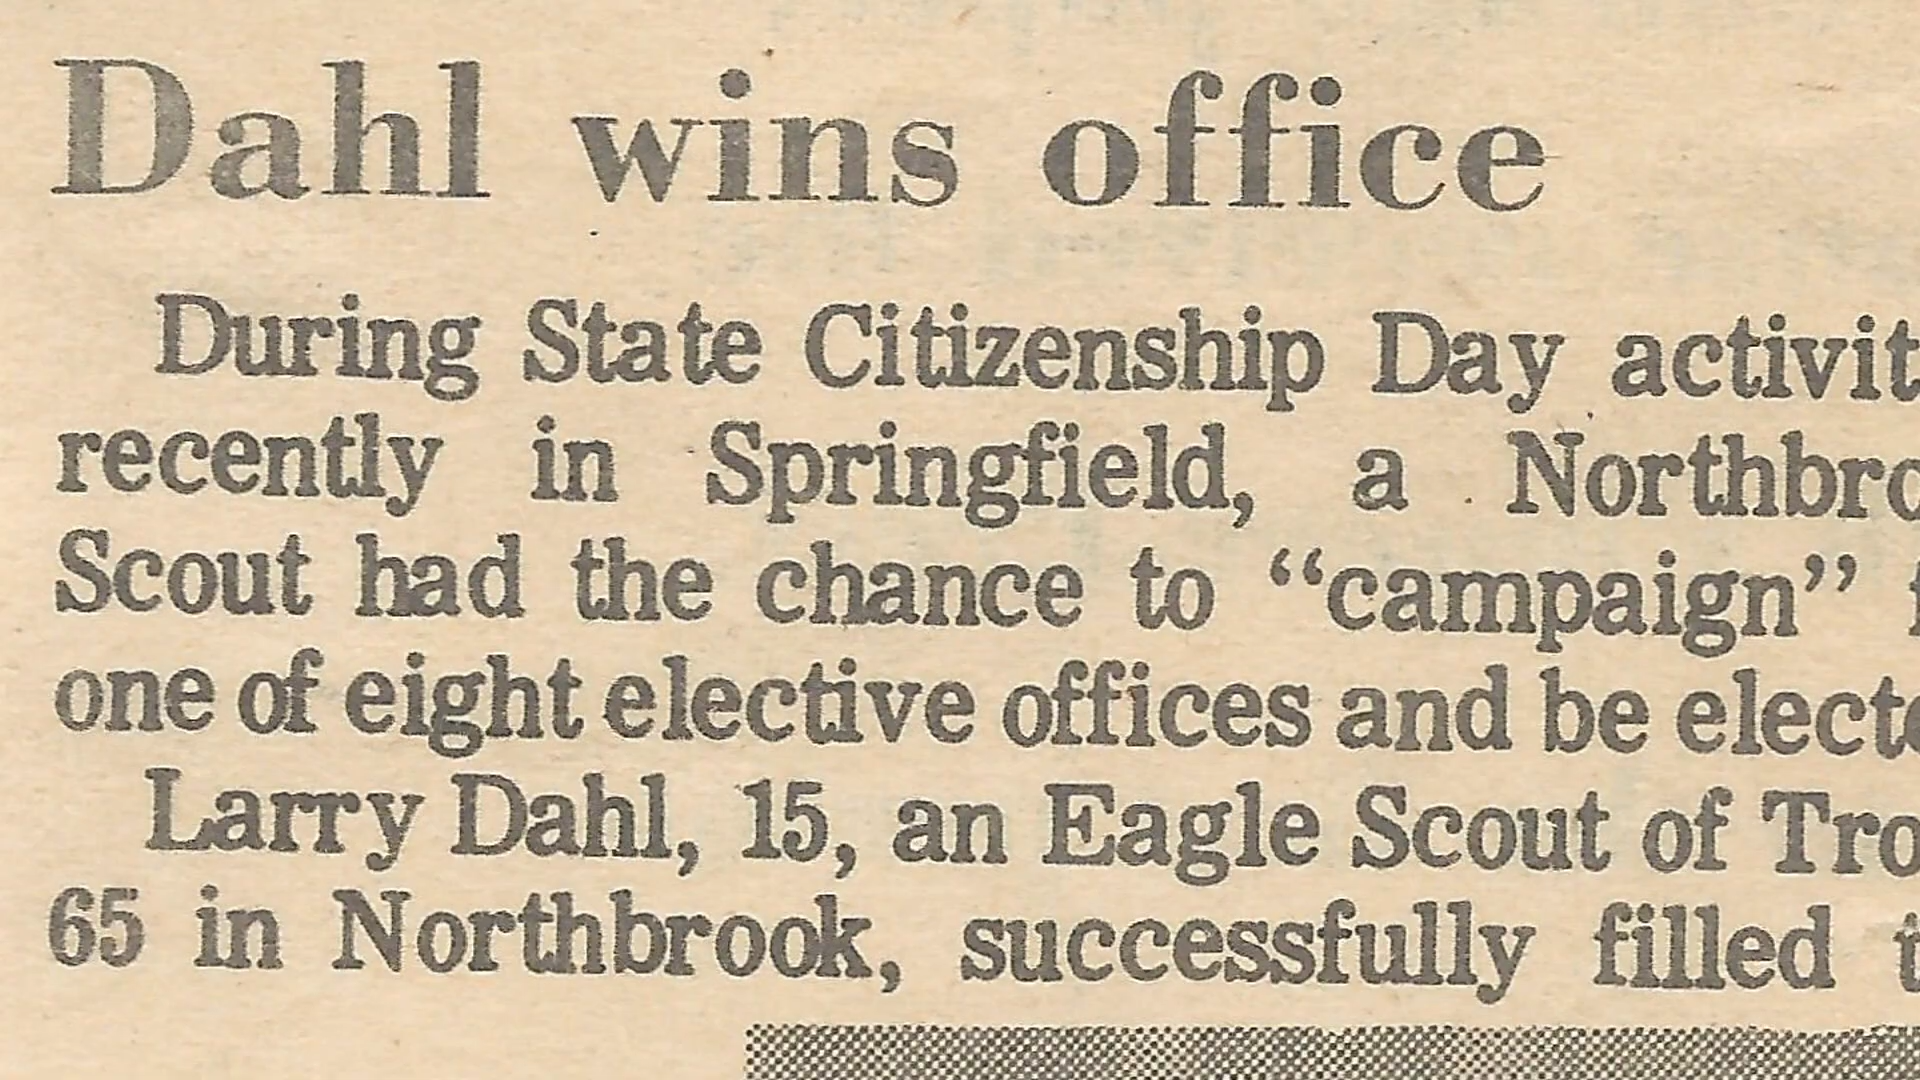 Dahl wins office
During State Citizenship Day activit
recently in Springfield, a Northbro
Scout had the chance to “campaign” f
one of eight elective offices and be electe
Larry Dahl, 15, an Eagle Scout of Tro
65 in Northbrook, successfully filled t